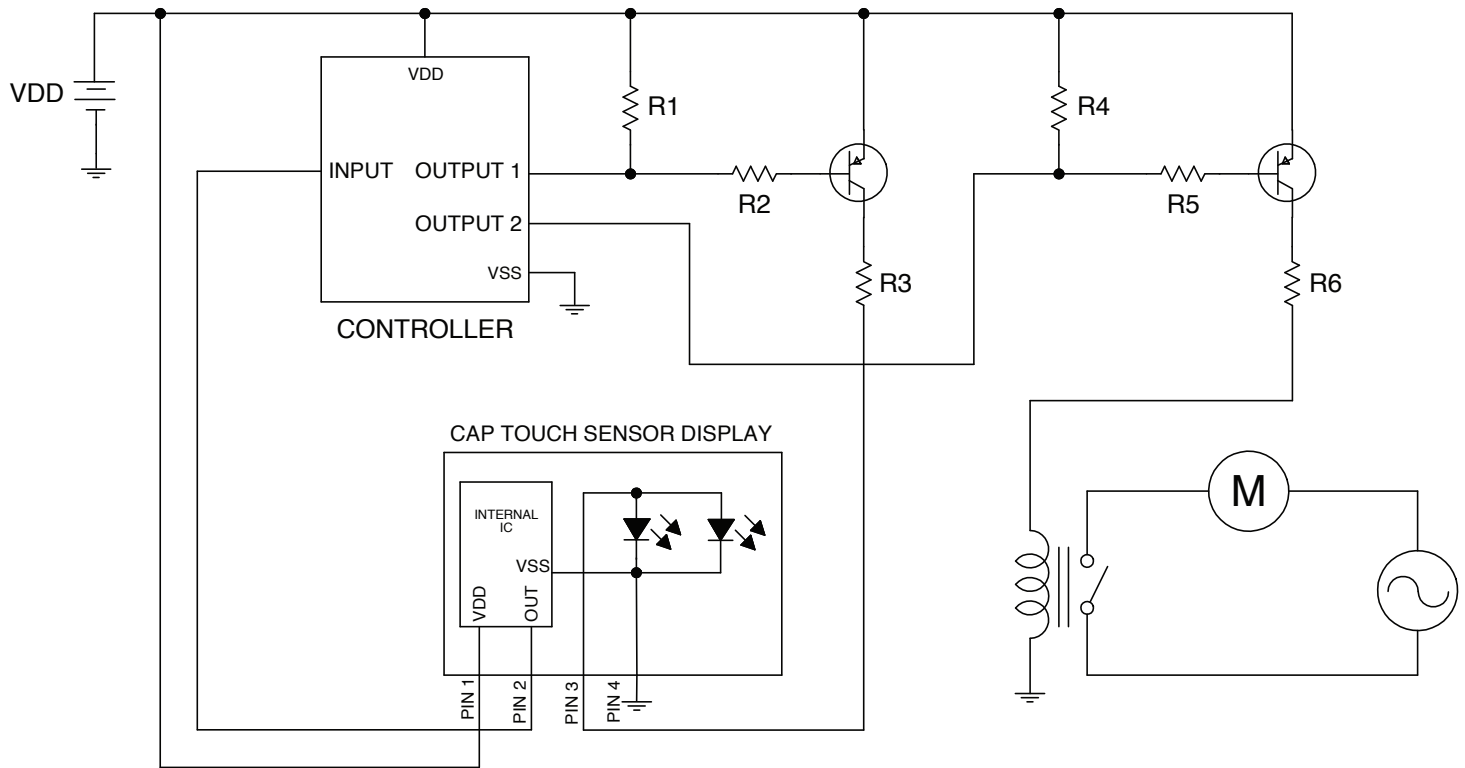 VDD
VDD
R1
R4
INPUT
OUTPUT 1
R2
R5
OUTPUT 2
VSS
R3
R6
CONTROLLER
CAP TOUCH SENSOR DISPLAY
M
INTERNAL
IC
VSS
VDD
OUT
PIN 1
PIN 2
PIN 3
PIN 4